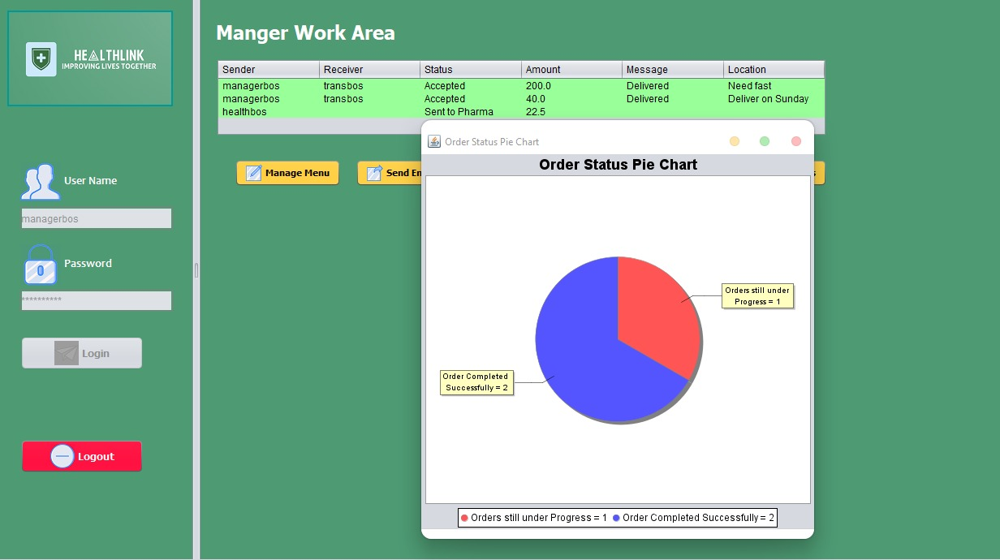 HEALTHLINK
IMPROVING LIVES TOGETHER
User Name
managerbos
Password
**********
Login
Logout
Manger Work Area
Sender Receiver Status Amount Message Location
managerbos transbos Accepted 200.0 Delivered Need fast
managerbos transbos Accepted 40.0 Delivered Deliver on Sunday
healthbos Sent to Pharma 22.5
Manage Menu
Send
Order Status Pie Chart
Order Status Pie Chart
Orders still under
Progress = 1
Order Completed
Successfully = 2
Orders still under Progress = 1 Order Completed Successfully = 2